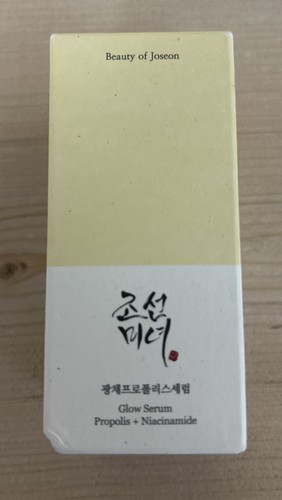 Beauty of Joseon
조선
미녀
광채프로폴리스세럼
Glow Serum
Propolis + Niacinamide